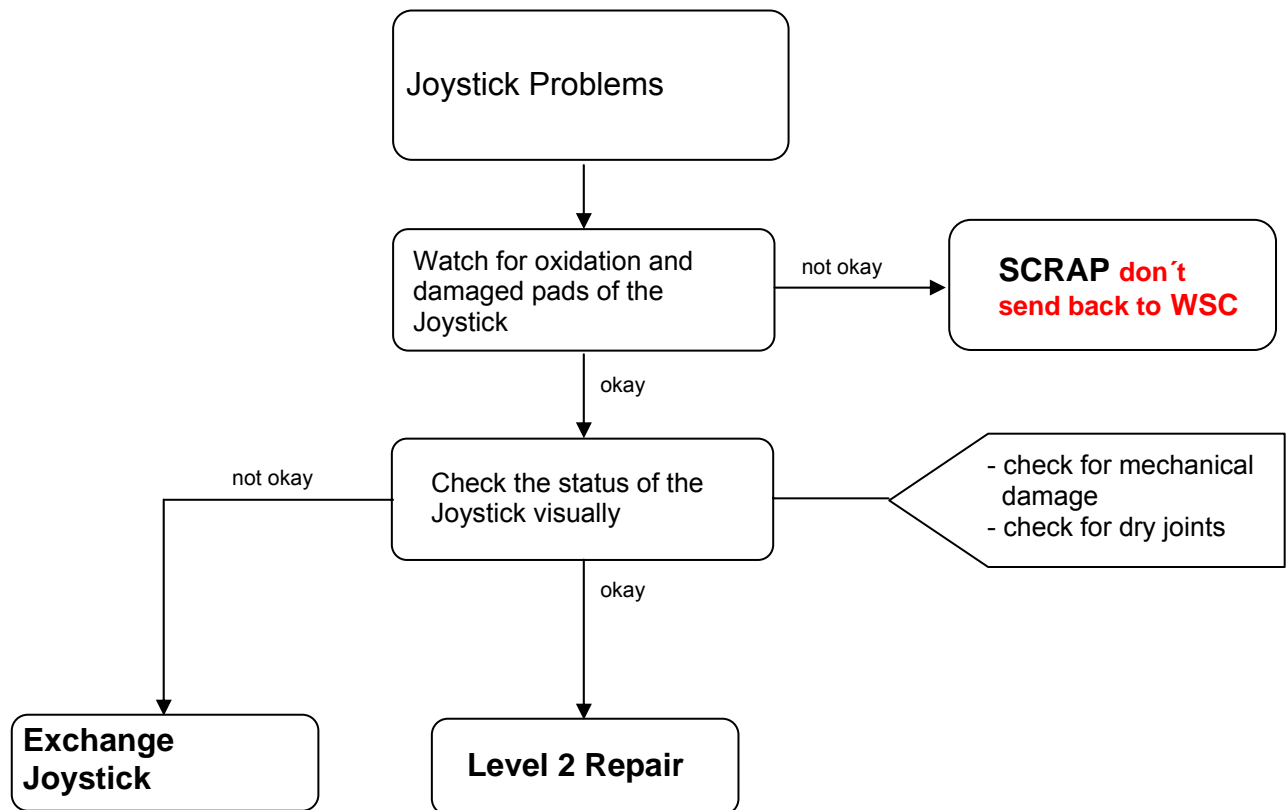 Joystick Problems
Watch for oxidation and
damaged pads of the
Joystick
not okay
SCRAP don´t
send back to WSC
okay
not okay
Check the status of the
Joystick visually
- check for mechanical
damage
- check for dry joints
okay
Exchange
Joystick
Level 2 Repair